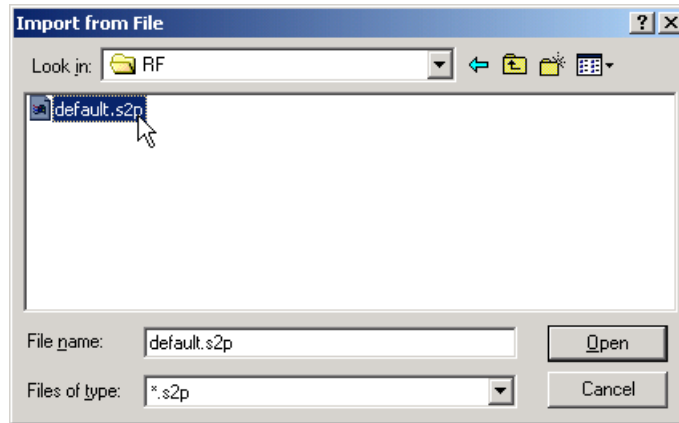 Import from File
Look in: RF
default.s2p
File name: default.s2p Open
Files of type: *.s2p Cancel